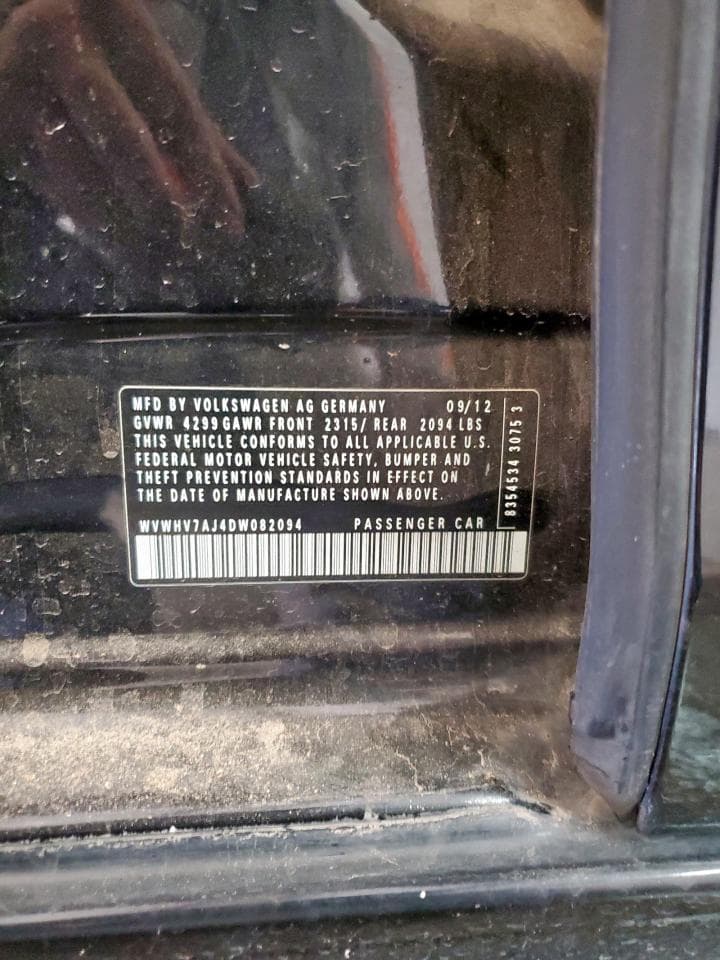 MFD BY VOLKSWAGEN AG GERMANY 09/12
GVWR 4299 GAWR FRONT 2315/ REAR 2094 LBS
THIS VEHICLE CONFORMS TO ALL APPLICABLE U.S.
FEDERAL MOTOR VEHICLE SAFETY, BUMPER AND
THEFT PREVENTION STANDARDS IN EFFECT ON
THE DATE OF MANUFACTURE SHOWN ABOVE.
WVWHV7AJ4DW082094 PASSENGER CAR
8354534 3075 3